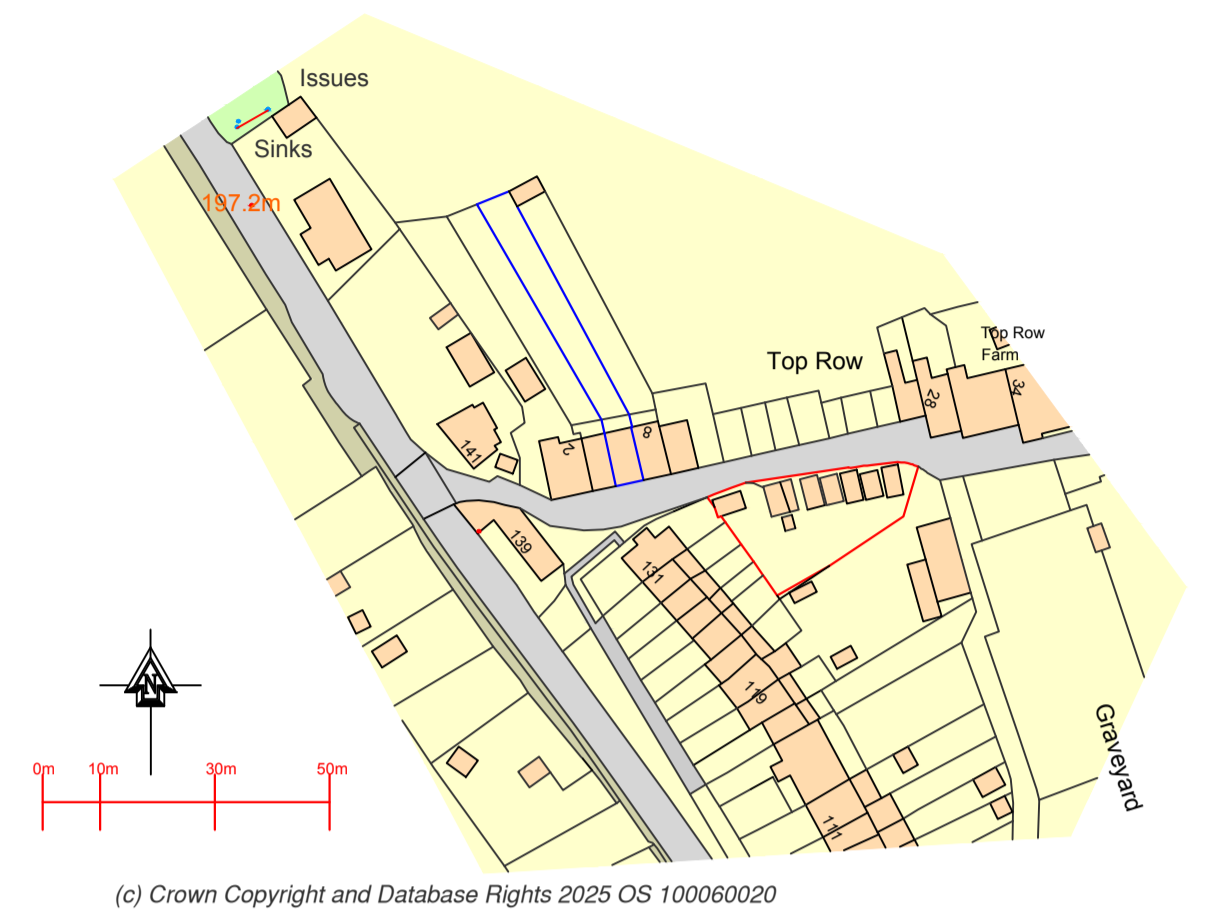 Issues
Sinks
197.2m
Top Row
Top Row
Farm
34
28
8
2
141
139
131
119
111
Graveyard
N
0m 10m 30m 50m
(c) Crown Copyright and Database Rights 2025 OS 100060020